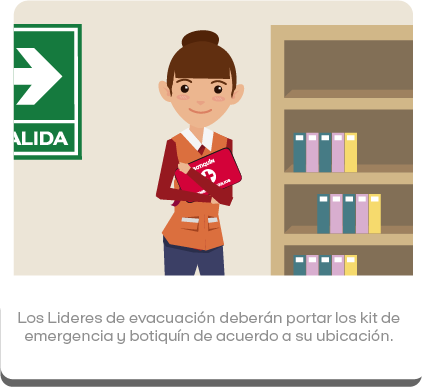 ALIDA
BOTIQUÍN
Los Lideres de evacuación deberán portar los kit de
emergencia y botiquín de acuerdo a su ubicación.